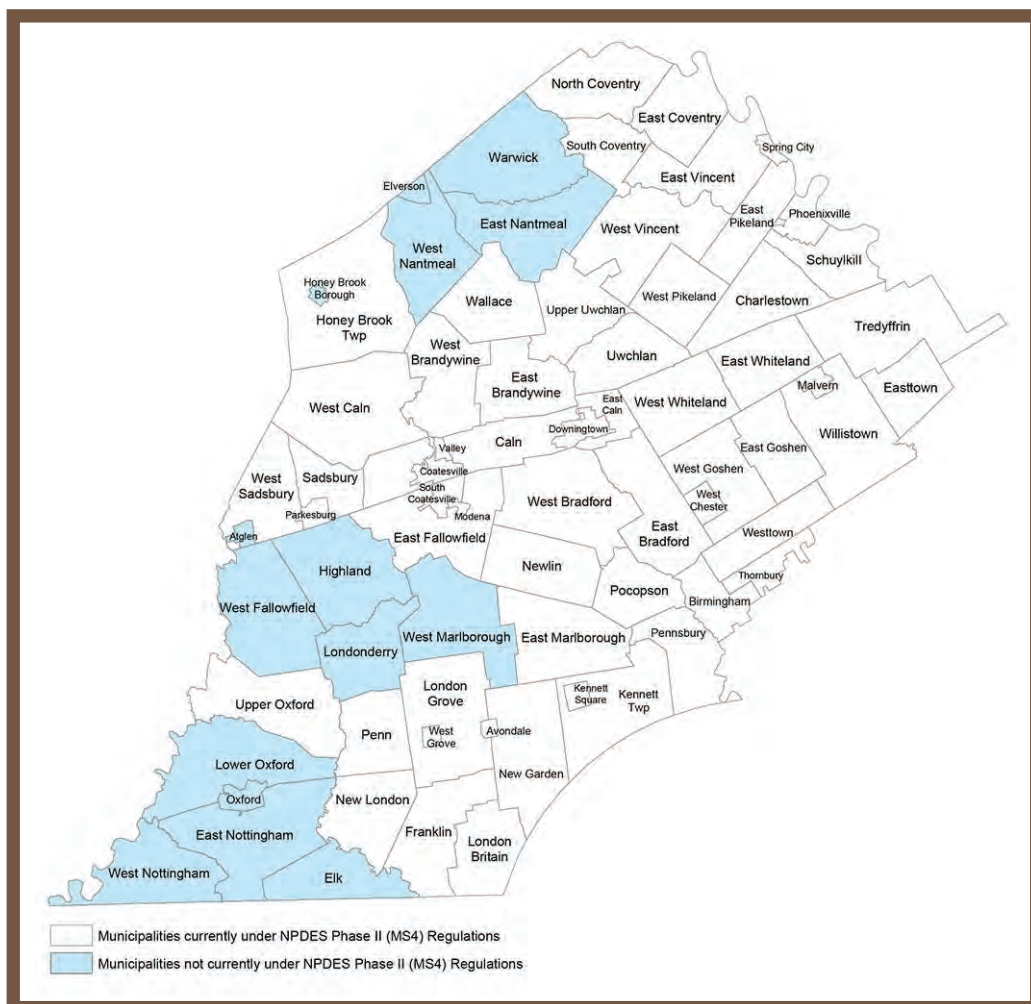 North Coventry
East Coventry
South Coventry
Spring City
Warwick
East Vincent
Elverson
East Nantmeal
West Vincent
East
Pikeland
Phoenixville
West
Nantmeal
Schuylkill
Honey Brook
Borough
Honey Brook
Twp
Wallace
Upper Uwchlan
West Pikeland
Charlestown
Tredyffrin
West
Brandywine
Uwchlan
East Whiteland
East
Brandywine
Malvern
Easttown
West Caln
East
Caln
West Whiteland
Downingtown
Willistown
Valley
Caln
East Goshen
West
Sadsbury
Sadsbury
Coatesville
West Goshen
South
Coatesville
West Bradford
West
Chester
Parkesburg
Modena
East Fallowfield
East
Bradford
Westtown
Atglen
Highland
Newlin
Thornbury
Pocopson
Birmingham
West Fallowfield
West Marlborough
East Marlborough
Pennsbury
Londonderry
London
Grove
Kennett
Square
Kennett
Twp
Upper Oxford
Penn
West
Grove
Avondale
Lower Oxford
New Garden
Oxford
New London
East Nottingham
Franklin
London
Britain
West Nottingham
Elk
Municipalities currently under NPDES Phase II (MS4) Regulations
Municipalities not currently under NPDES Phase II (MS4) Regulations